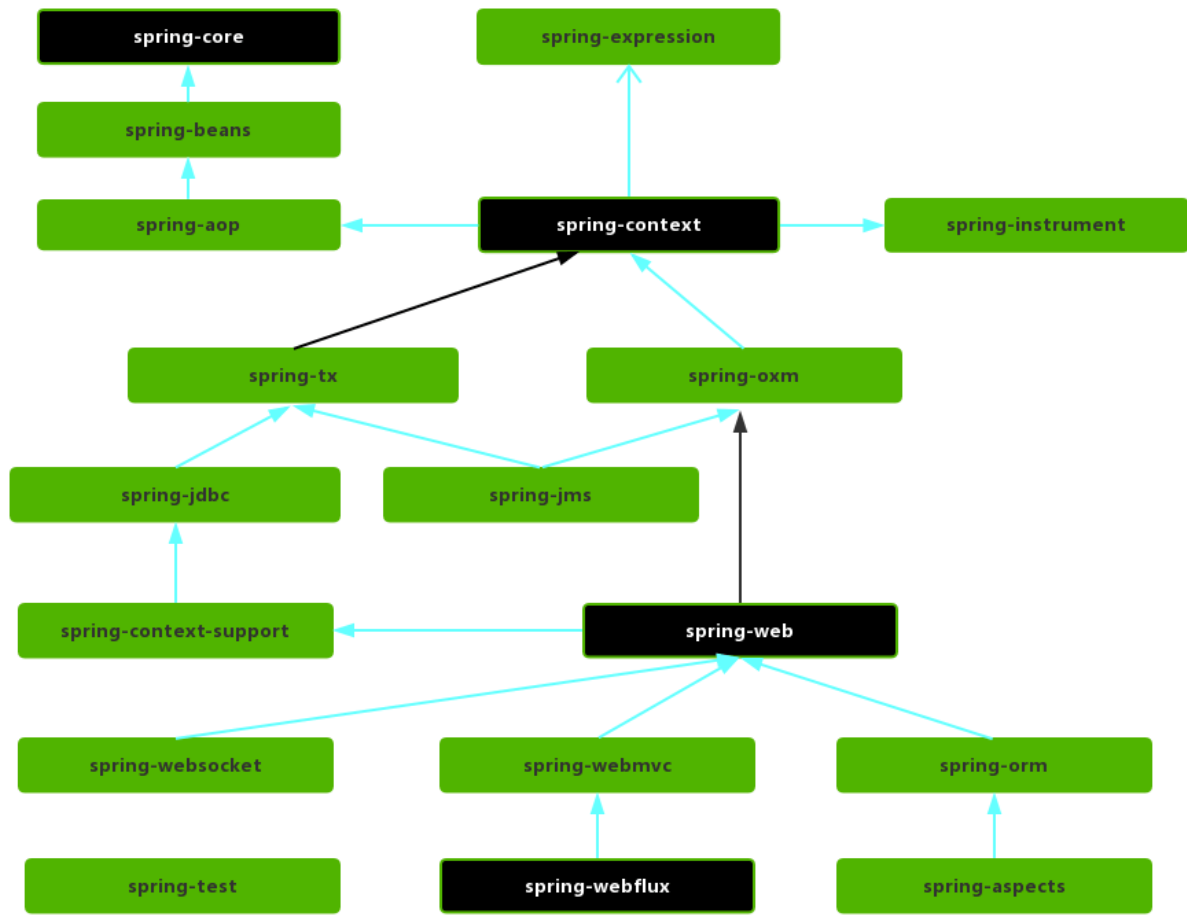 spring-core
spring-expression
spring-beans
spring-aop
spring-context
spring-instrument
spring-tx
spring-oxm
spring-jdbc
spring-jms
spring-context-support
spring-web
spring-websocket
spring-webmvc
spring-orm
spring-test
spring-webflux
spring-aspects